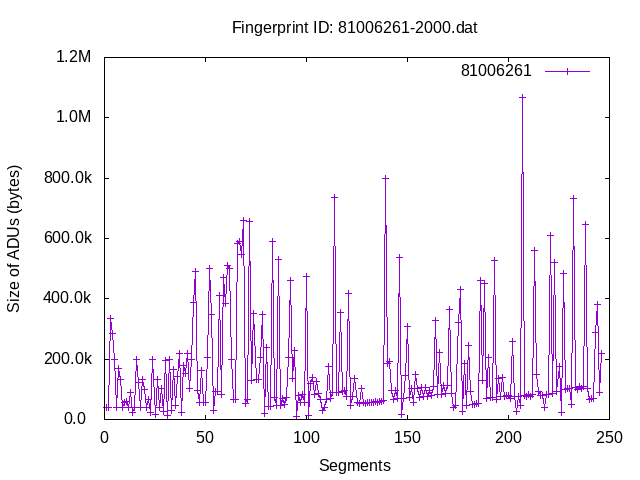 Fingerprint ID: 81006261-2000.dat
1.2M
81006261
1.0M
800.0k
600.0k
400.0k
200.0k
0.0
Size of ADUs (bytes)
0 50 100 150 200 250
Segments